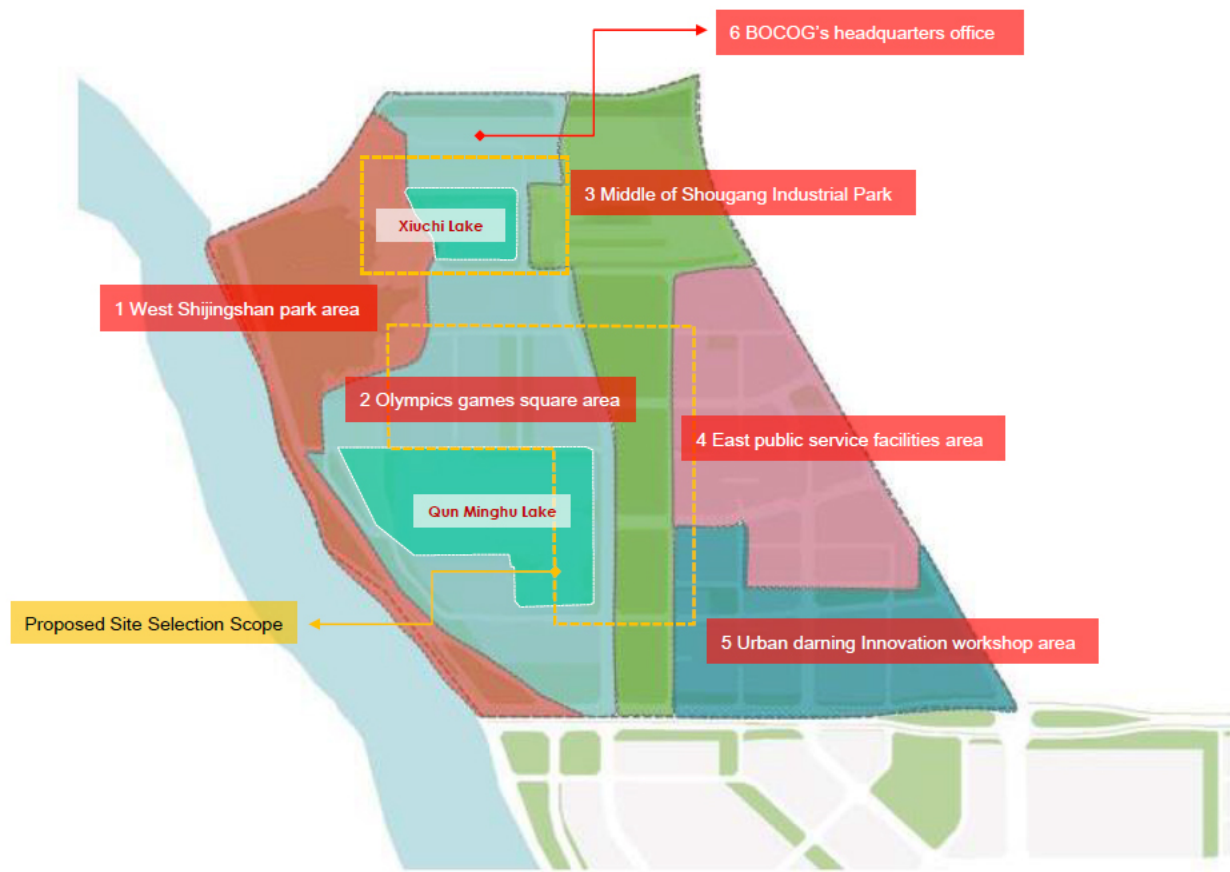 6 BOCOG's headquarters office
3 Middle of Shougang Industrial Park
Xiuchi Lake
1 West Shijingshan park area
2 Olympics games square area
4 East public service facilities area
Qun Minghu Lake
Proposed Site Selection Scope
5 Urban darning Innovation workshop area